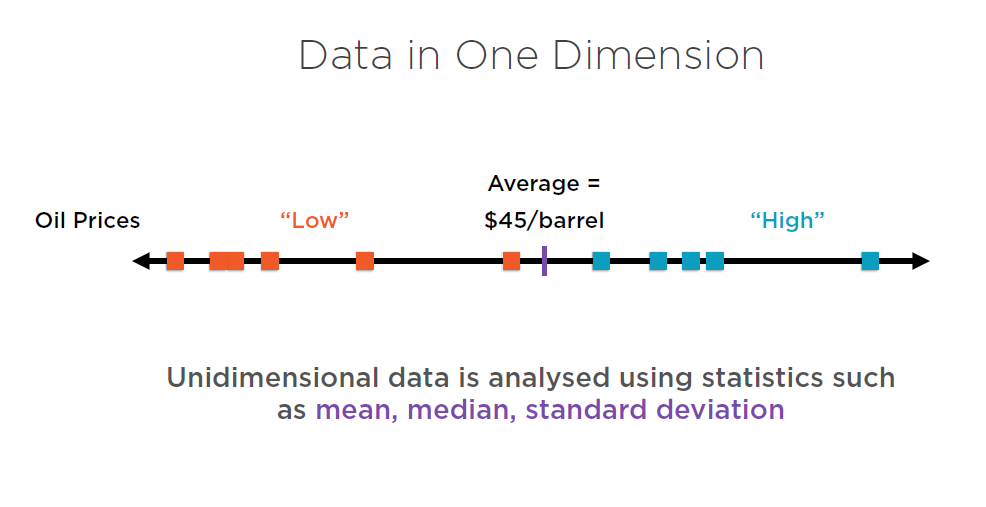 Data in One Dimension
Average =
Oil Prices
“Low”
$45/barrel
“High”
Unidimensional data is analysed using statistics such
as mean, median, standard deviation